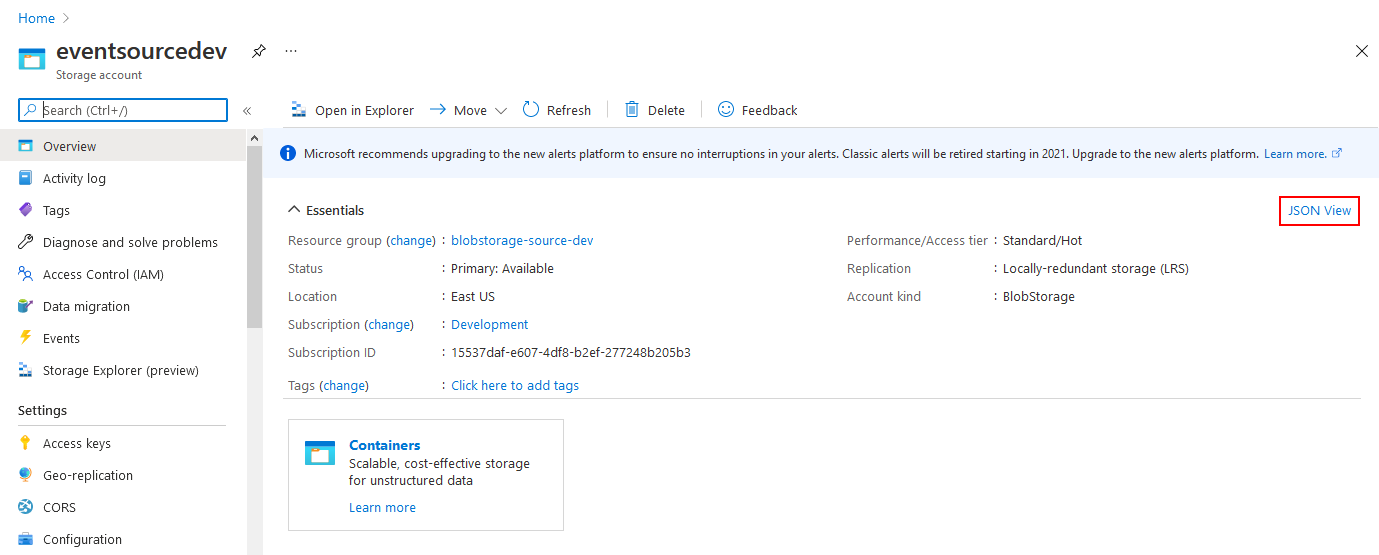 Home
eventsourcedev
...
Storage account
Search (Ctrl+/)
«
Open in Explorer
Move
Refresh
Delete
Feedback
Overview
Activity log
Tags
Diagnose and solve problems
Access Control (IAM)
Data migration
Events
Storage Explorer (preview)
Settings
Access keys
Geo-replication
CORS
Configuration
Microsoft recommends upgrading to the new alerts platform to ensure no interruptions in your alerts. Classic alerts will be retired starting in 2021. Upgrade to the new alerts platform. Learn more.
Essentials
JSON View
Resource group (change) : blobstorage-source-dev
Status : Primary: Available
Location : East US
Subscription (change) : Development
Subscription ID : 15537daf-e607-4df8-b2ef-277248b205b3
Tags (change) : Click here to add tags
Performance/Access tier : Standard/Hot
Replication : Locally-redundant storage (LRS)
Account kind : BlobStorage
Containers
Scalable, cost-effective storage
for unstructured data
Learn more